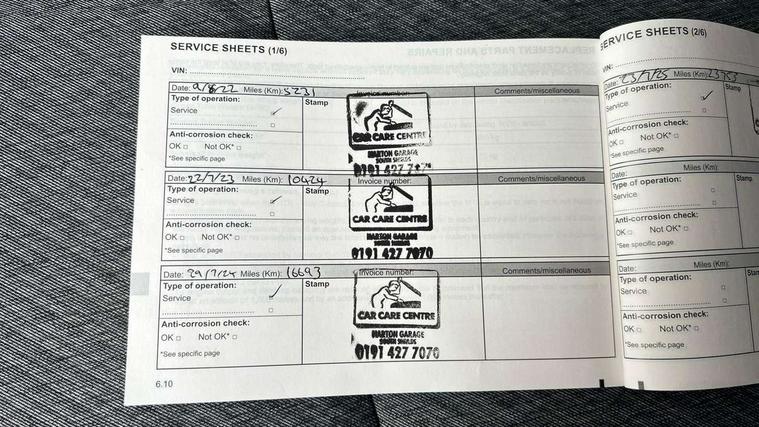 SERVICE SHEETS (1/6)
VIN:
Date: 9/8/22 Miles (Km): 5231 Invoice number: Comments/miscellaneous
Type of operation: Stamp
Service ✓
CAR CARE CENTRE
Anti-corrosion check:
OK □ Not OK* □
MARTON GARAGE
SOUTH SHIELDS
*See specific page
0191 427
Date: 22/7/23 Miles (Km): 10424 Invoice number: Comments/miscellaneous
Type of operation: Stamp
Service ✓
CAR CARE CENTRE
Anti-corrosion check:
OK □ Not OK* □
MARTON GARAGE
SOUTH SHIELDS
*See specific page
0191 427 7070
Date: 29/7/24 Miles (Km): 16693 Invoice number: Comments/miscellaneous
Type of operation: Stamp
Service ✓
CAR CARE CENTRE
Anti-corrosion check:
OK □ Not OK* □
MARTON GARAGE
SOUTH SHIELDS
*See specific page
0191 427 7070
6.10
SERVICE SHEETS (2/6)
VIN:
Date: 23/7/25 Miles (Km): 23753
Type of operation: Stamp
Service ✓
Anti-corrosion check:
OK □ Not OK* □
*See specific page
Date: Miles (Km):
Type of operation: Stamp
Service □
Anti-corrosion check:
OK □ Not OK* □
*See specific page
Date: Miles (Km):
Type of operation:
Service □
Anti-corrosion check:
OK □ Not OK* □
*See specific page